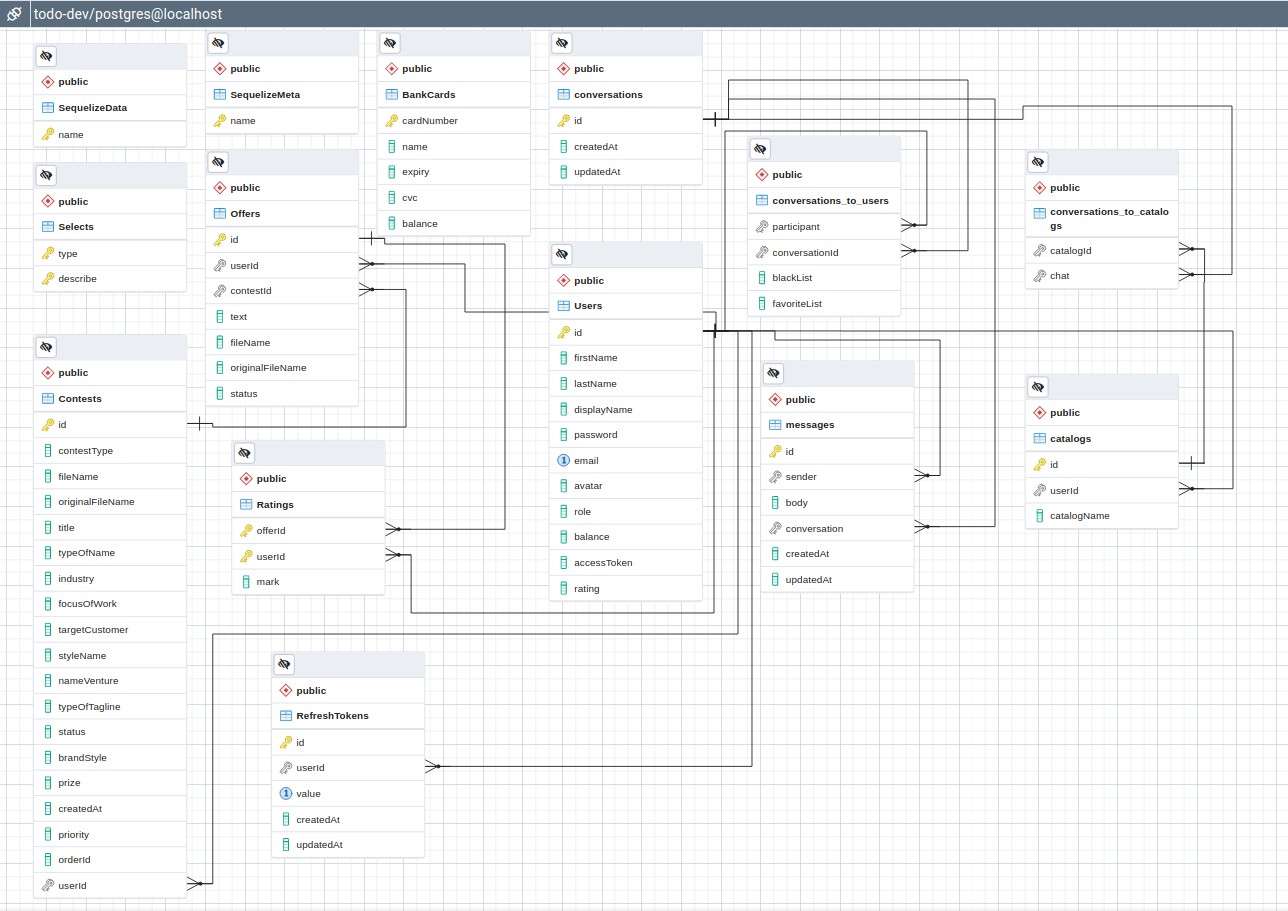 todo-dev/postgres@localhost
public
SequelizeData
name
public
SequelizeMeta
name
public
BankCards
cardNumber
name
expiry
cvc
balance
public
conversations
id
createdAt
updatedAt
public
conversations_to_users
participant
conversationId
blackList
favoriteList
public
conversations_to_catalo
gs
catalogId
chat
public
Selects
type
describe
public
Offers
id
userId
contestId
text
fileName
originalFileName
status
public
Users
id
firstName
lastName
displayName
password
1
email
avatar
role
balance
accessToken
rating
public
messages
id
sender
body
conversation
createdAt
updatedAt
public
catalogs
id
userId
catalogName
public
Contests
id
contestType
fileName
originalFileName
title
typeOfName
industry
focusOfWork
targetCustomer
styleName
nameVenture
typeOfTagline
status
brandStyle
prize
createdAt
priority
orderId
userId
public
Ratings
offerId
userId
mark
public
RefreshTokens
id
userId
1
value
createdAt
updatedAt